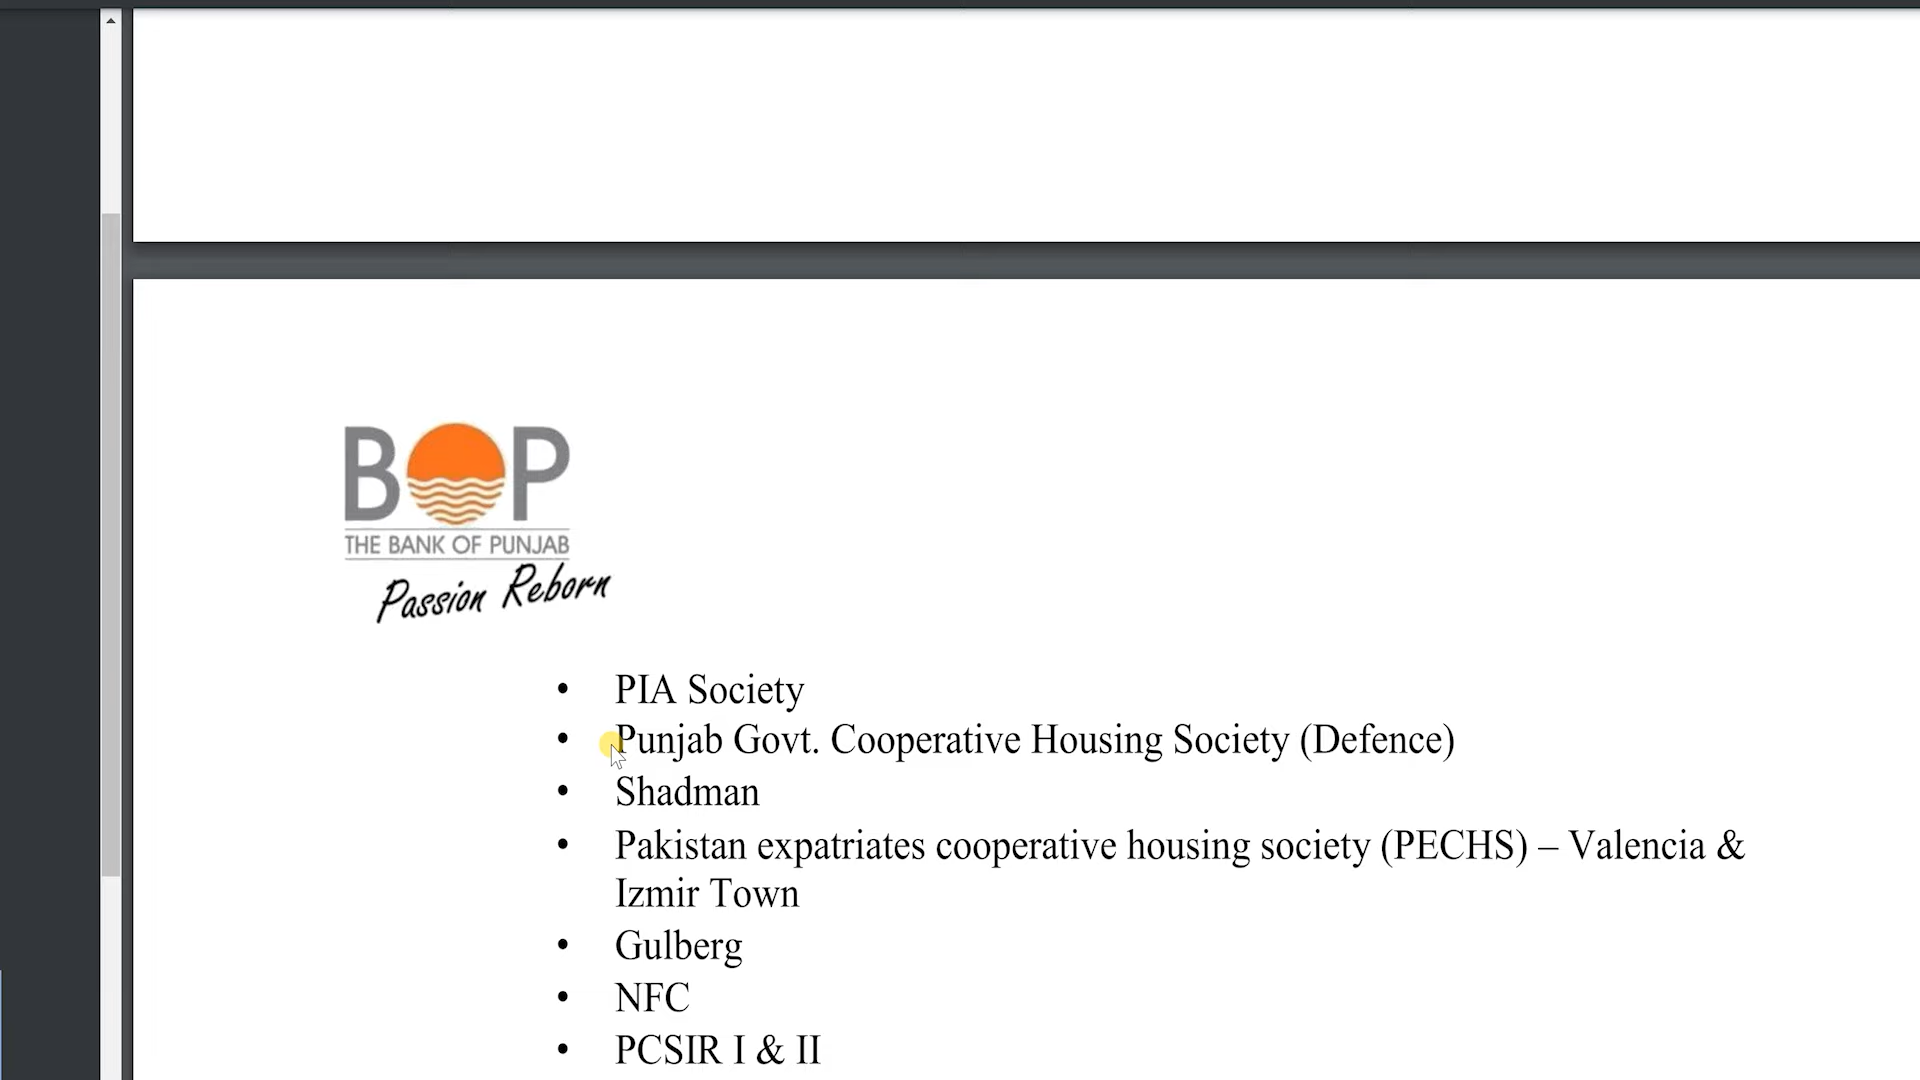 BOP
THE BANK OF PUNJAB
Passion Reborn
• PIA Society
• Punjab Govt. Cooperative Housing Society (Defence)
• Shadman
• Pakistan expatriates cooperative housing society (PECHS) – Valencia &
Izmir Town
• Gulberg
• NFC
• PCSIR I & II